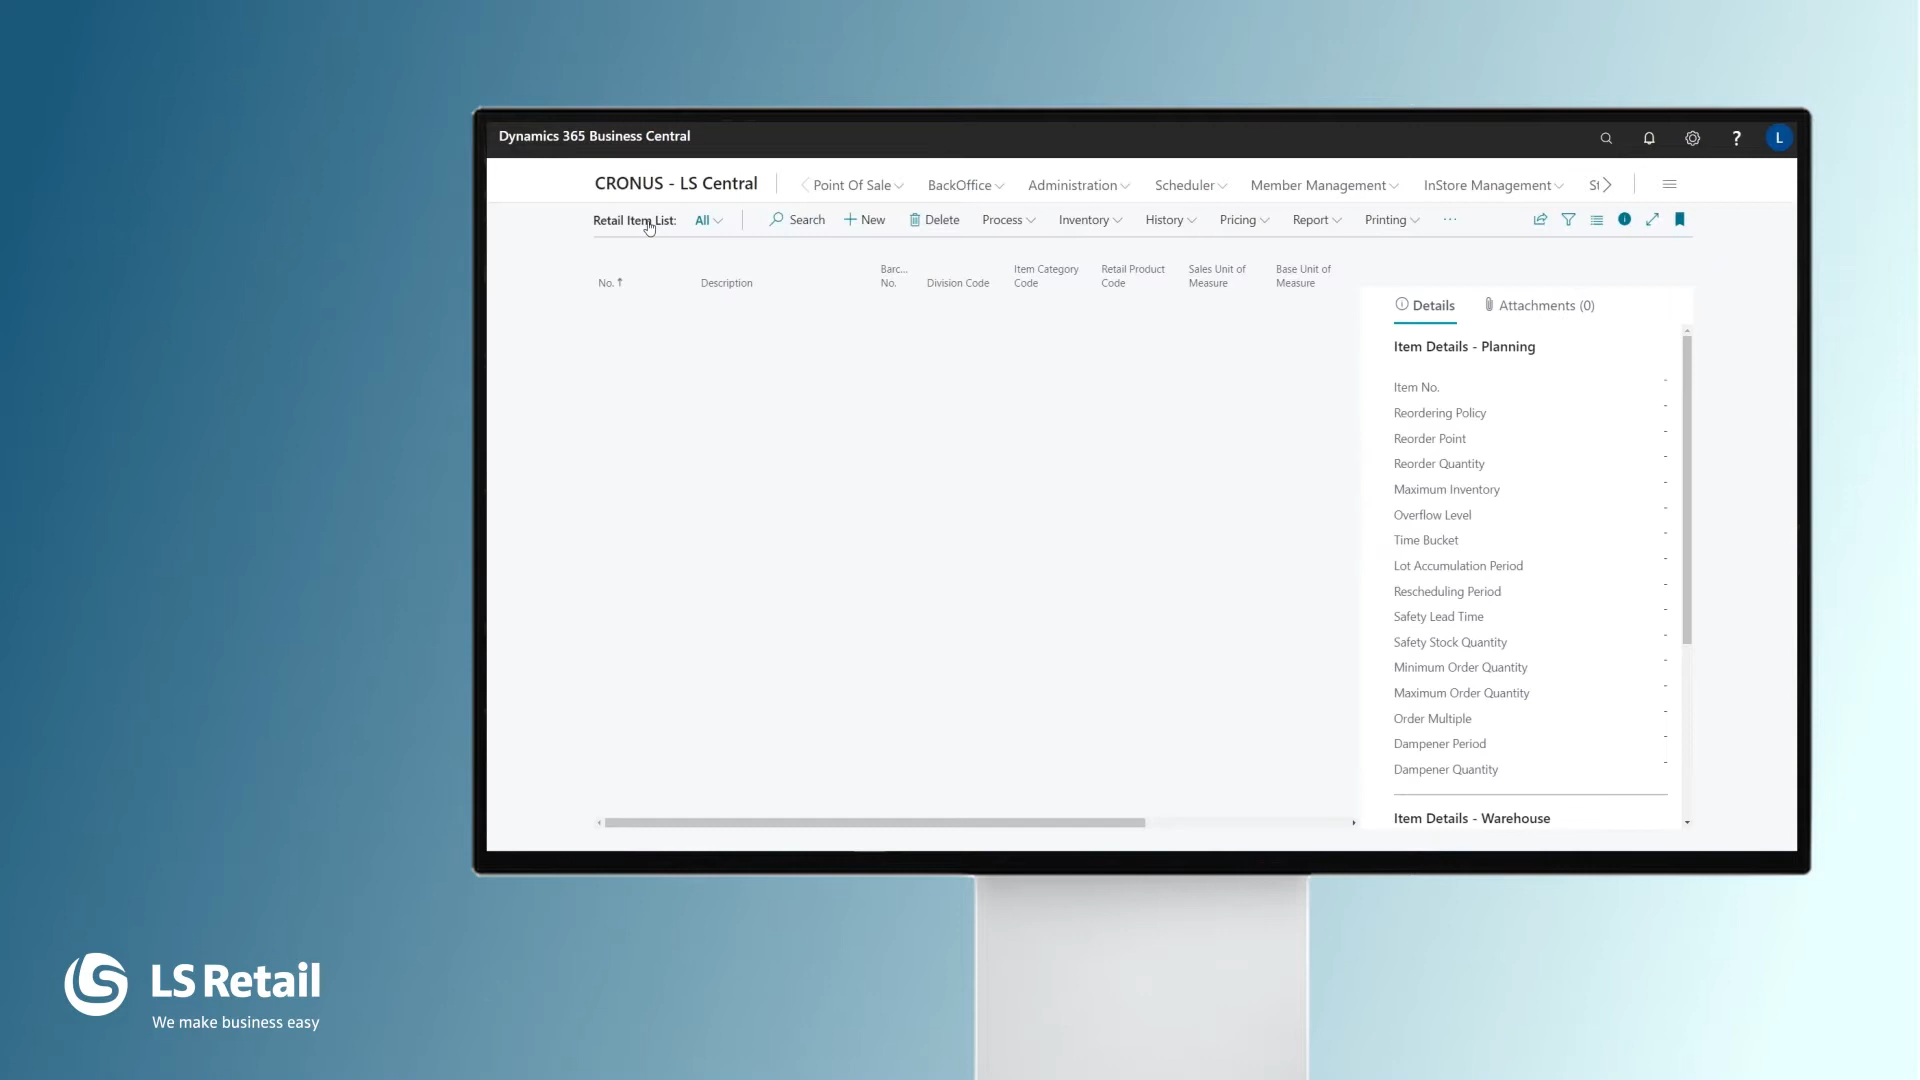 Dynamics 365 Business Central
?
L
CRONUS - LS Central
Point Of Sale
BackOffice
Administration
Scheduler
Member Management
InStore Management
Retail Item List:
All
Search
New
Delete
Process
Inventory
History
Pricing
Report
Printing
...
No. ↑
Description
Barc...
No.
Division Code
Item Category
Code
Retail Product
Code
Sales Unit of
Measure
Base Unit of
Measure
Details
Attachments (0)
Item Details - Planning
Item No. -
Reordering Policy -
Reorder Point -
Reorder Quantity -
Maximum Inventory -
Overflow Level -
Time Bucket -
Lot Accumulation Period -
Rescheduling Period -
Safety Lead Time -
Safety Stock Quantity -
Minimum Order Quantity -
Maximum Order Quantity -
Order Multiple -
Dampener Period -
Dampener Quantity -
Item Details - Warehouse
LS Retail
We make business easy